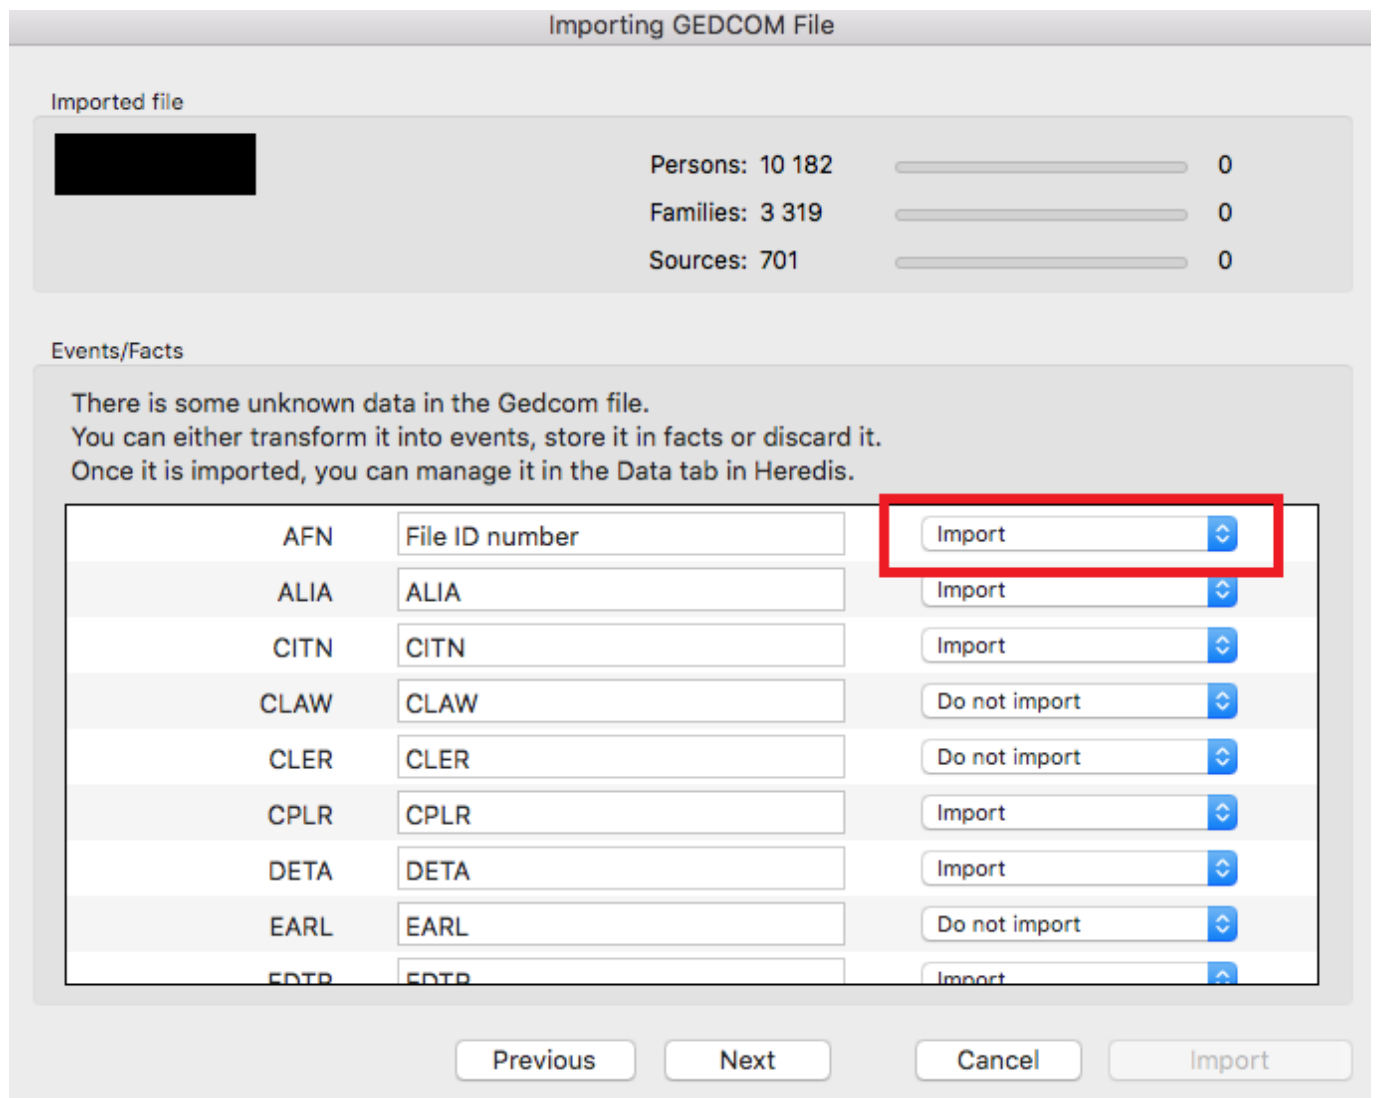 Importing GEDCOM File
Imported file
Persons: 10 182 0
Families: 3 319 0
Sources: 701 0
Events/Facts
There is some unknown data in the Gedcom file.
You can either transform it into events, store it in facts or discard it.
Once it is imported, you can manage it in the Data tab in Heredis.
AFN File ID number Import
ALIA ALIA Import
CITN CITN Import
CLAW CLAW Do not import
CLER CLER Do not import
CPLR CPLR Import
DETA DETA Import
EARL EARL Do not import
EDTR EDTR Import
Previous Next Cancel Import